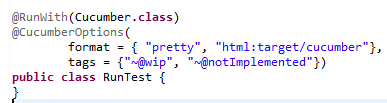 @RunWith(Cucumber.class)
@CucumberOptions(
        format = { "pretty", "html:target/cucumber"},
        tags = {"~@wip", "~@notImplemented"})
public class RunTest {
}